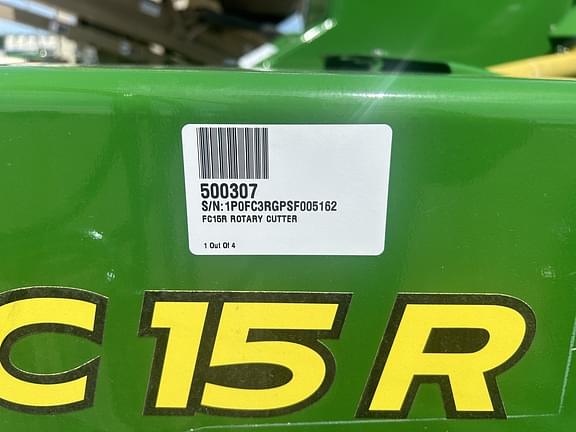 500307
S/N:1P0FC3RGPSF005162
FC15R ROTARY CUTTER
1 Out Of 4
C15R